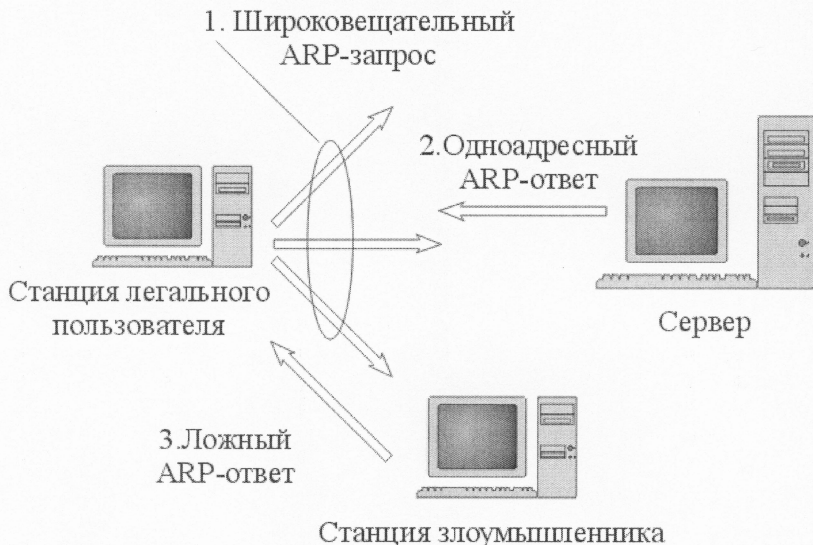 1. Широковещательный
ARP-запрос
2.Одноадресный
ARP-ответ
Станция легального
пользователя
Сервер
3.Ложный
ARP-ответ
Станция злоумышленника